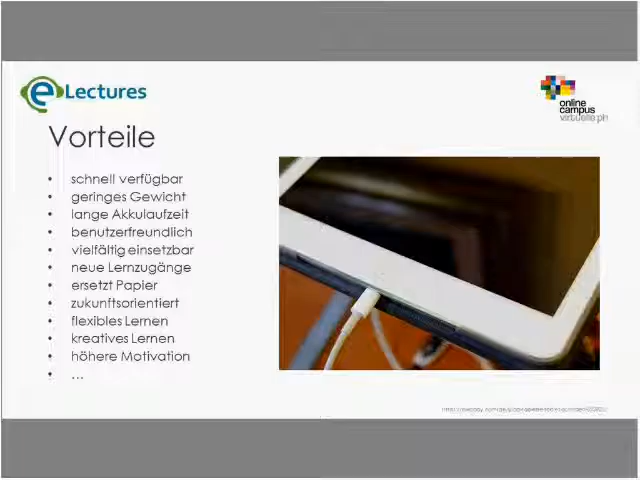 eLectures
online
campus
virtuelle ph
Vorteile
• schnell verfügbar
• geringes Gewicht
• lange Akkulaufzeit
• benutzerfreundlich
• vielfältig einsetzbar
• neue Lernzugänge
• ersetzt Papier
• zukunftsorientiert
• flexibles Lernen
• kreatives Lernen
• höhere Motivation
• ...